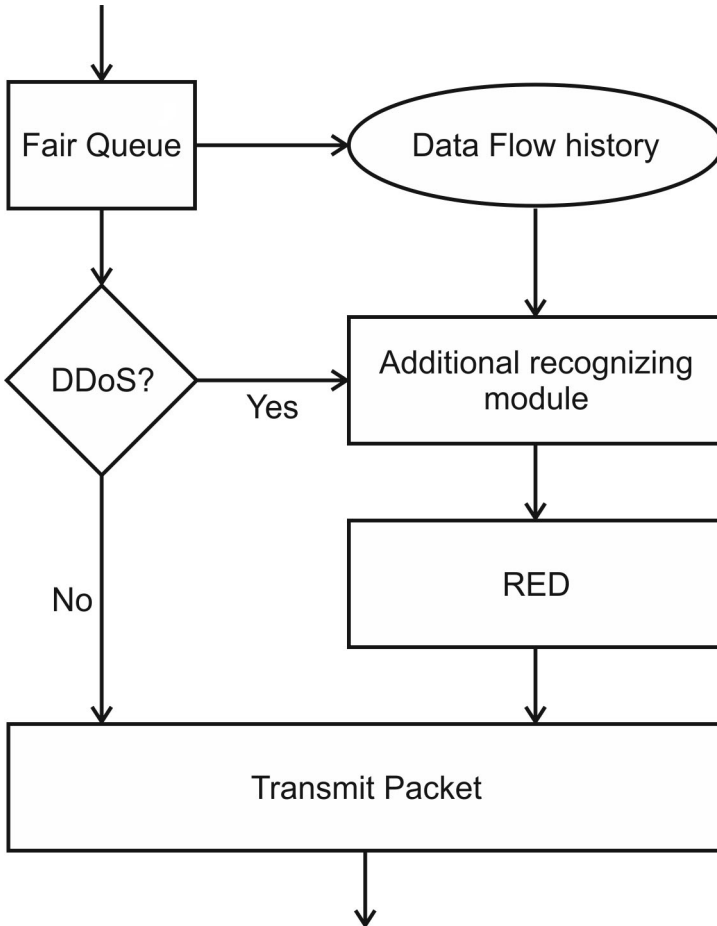 Fair Queue
Data Flow history
DDoS?
Yes
Additional recognizing
module
No
RED
Transmit Packet